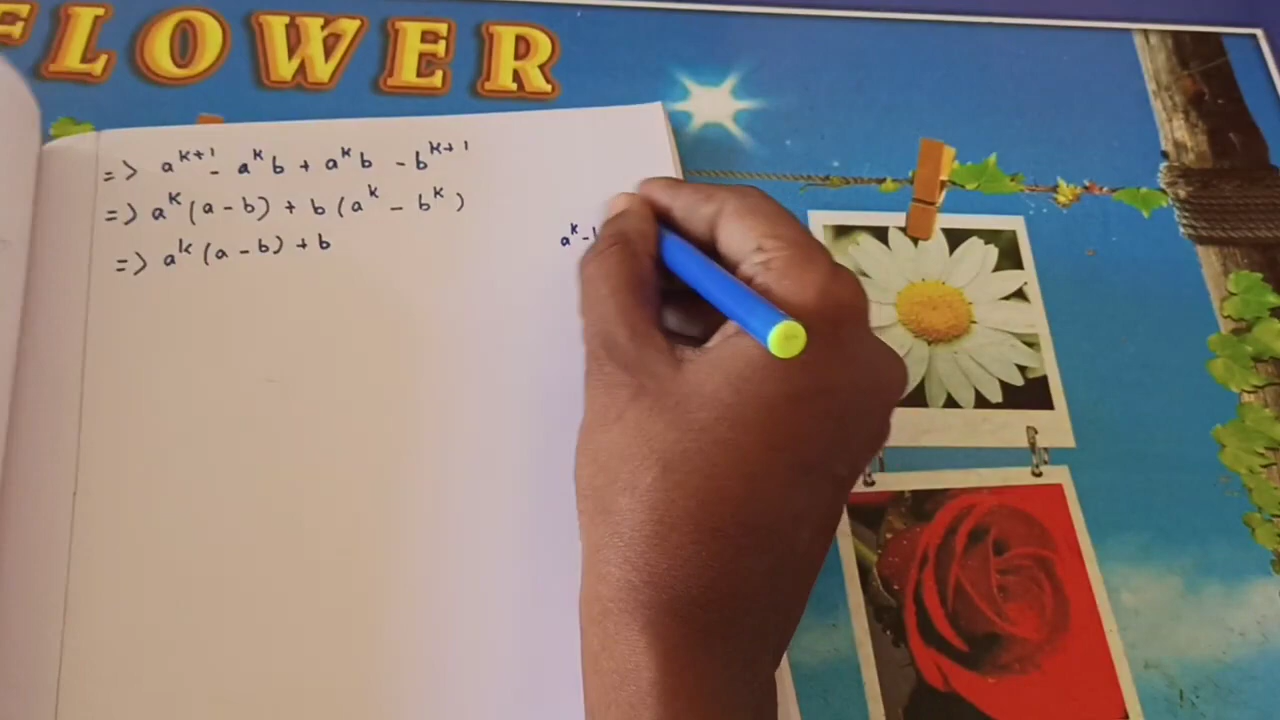 FLOWER
=> a^{k+1} - a^k b + a^k b - b^{k+1}
=> a^k (a - b) + b (a^k - b^k)
=> a^k (a - b) + b
a^k -